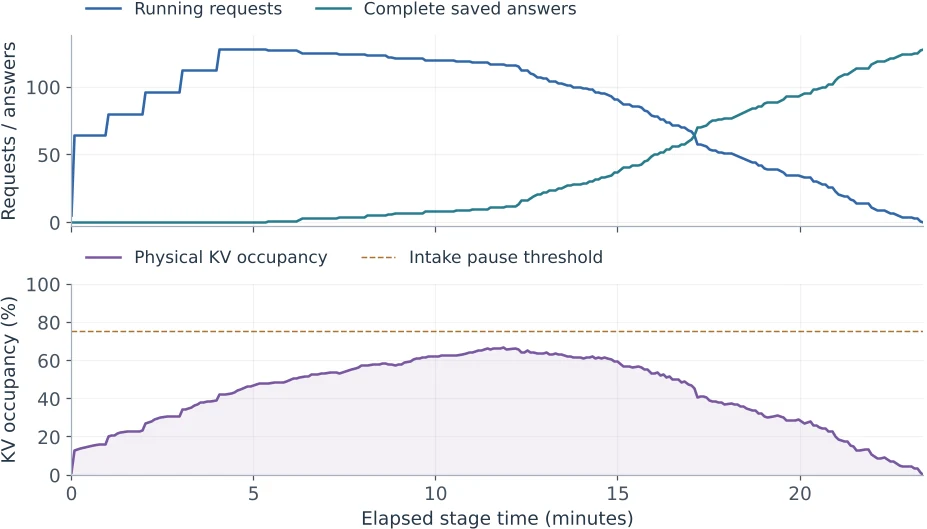 Running requests Complete saved answers
Requests / answers
100
50
0
Physical KV occupancy Intake pause threshold
KV occupancy (%)
100
80
60
40
20
0
0 5 10 15 20
Elapsed stage time (minutes)